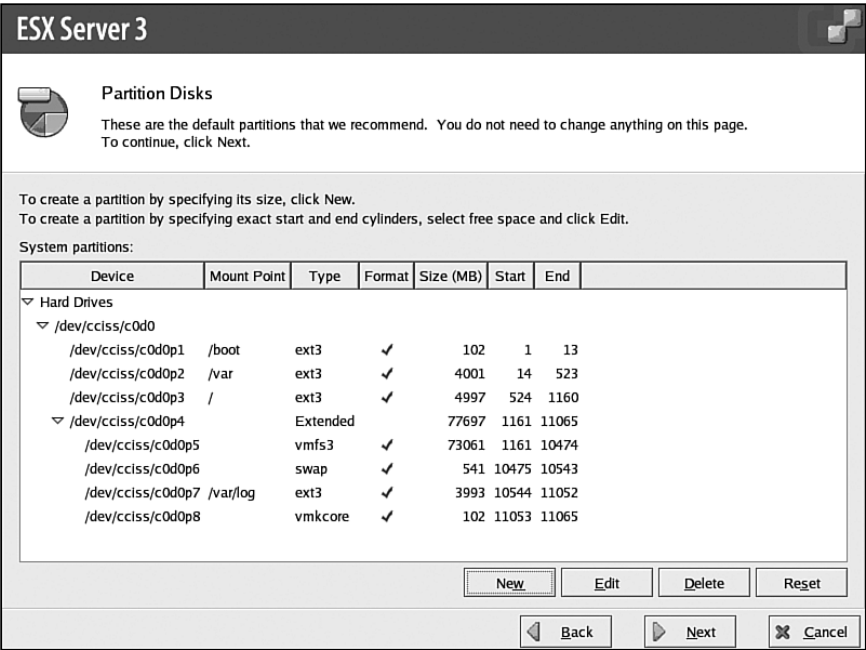 ESX Server 3
Partition Disks
These are the default partitions that we recommend. You do not need to change anything on this page.
To continue, click Next.
To create a partition by specifying its size, click New.
To create a partition by specifying exact start and end cylinders, select free space and click Edit.
System partitions:
Device Mount Point Type Format Size (MB) Start End
Hard Drives
/dev/cciss/c0d0
/dev/cciss/c0d0p1 /boot ext3 ✓ 102 1 13
/dev/cciss/c0d0p2 /var ext3 ✓ 4001 14 523
/dev/cciss/c0d0p3 / ext3 ✓ 4997 524 1160
/dev/cciss/c0d0p4 Extended 77697 1161 11065
/dev/cciss/c0d0p5 vmfs3 ✓ 73061 1161 10474
/dev/cciss/c0d0p6 swap ✓ 541 10475 10543
/dev/cciss/c0d0p7 /var/log ext3 ✓ 3993 10544 11052
/dev/cciss/c0d0p8 vmkcore ✓ 102 11053 11065
New Edit Delete Reset
Back Next Cancel